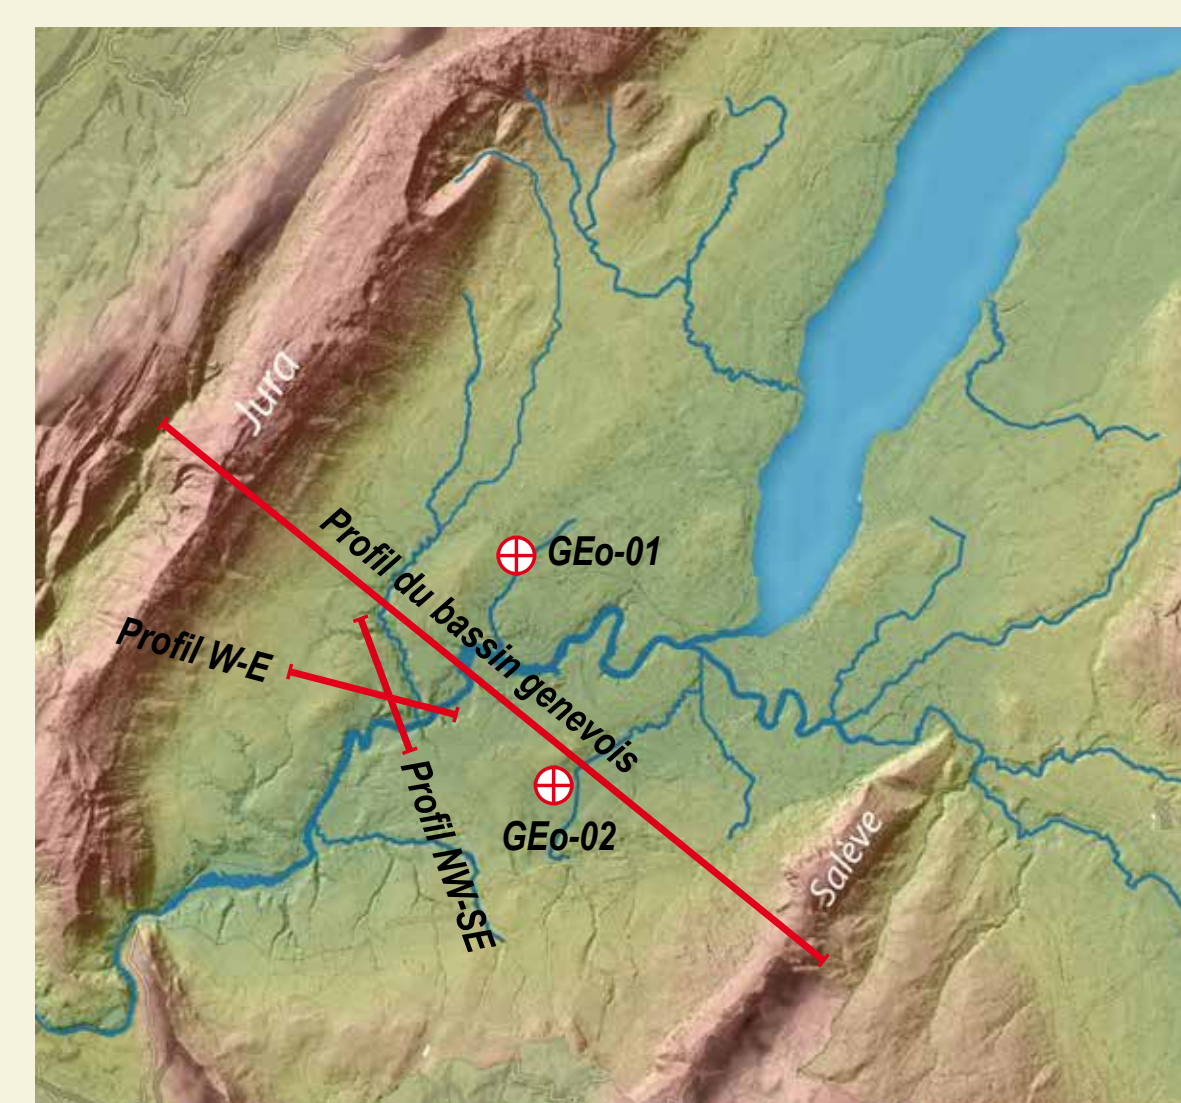 Jura
Profil du bassin genevois
GEo-01
Profil W-E
GEo-02
Profil NW-SE
Salève